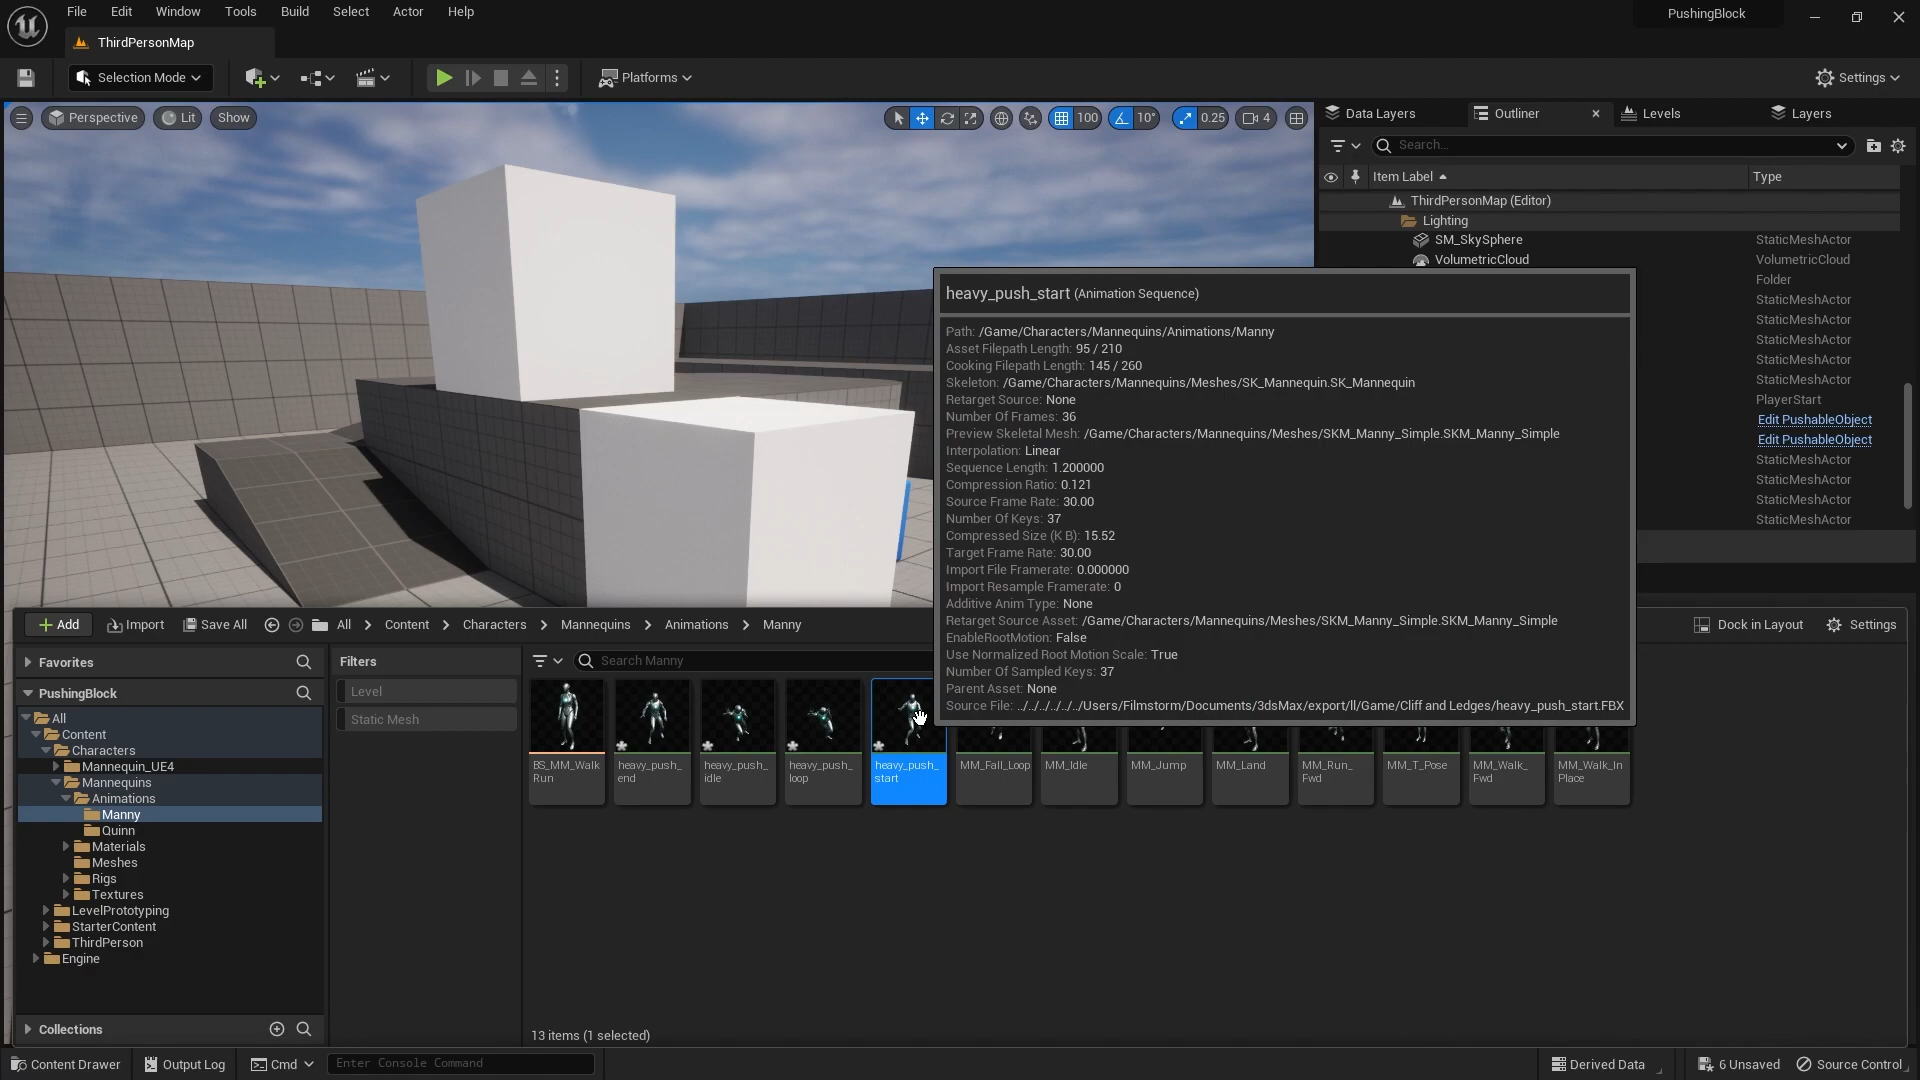 File Edit Window Tools Build Select Actor Help
PushingBlock
ThirdPersonMap
Selection Mode
Platforms
Settings
Perspective Lit Show
100 10° 0.25 4
Data Layers Outliner Levels Layers
Search...
Item Label Type
ThirdPersonMap (Editor)
Lighting
SM_SkySphere StaticMeshActor
VolumetricCloud VolumetricCloud
Folder
StaticMeshActor
StaticMeshActor
StaticMeshActor
StaticMeshActor
StaticMeshActor
PlayerStart
Edit PushableObject
Edit PushableObject
StaticMeshActor
StaticMeshActor
StaticMeshActor
StaticMeshActor
heavy_push_start (Animation Sequence)
Path: /Game/Characters/Mannequins/Animations/Manny
Asset Filepath Length: 95 / 210
Cooking Filepath Length: 145 / 260
Skeleton: /Game/Characters/Mannequins/Meshes/SK_Mannequin.SK_Mannequin
Retarget Source: None
Number Of Frames: 36
Preview Skeletal Mesh: /Game/Characters/Mannequins/Meshes/SKM_Manny_Simple.SKM_Manny_Simple
Interpolation: Linear
Sequence Length: 1.200000
Compression Ratio: 0.121
Source Frame Rate: 30.00
Number Of Keys: 37
Compressed Size (K B): 15.52
Target Frame Rate: 30.00
Import File Framerate: 0.000000
Import Resample Framerate: 0
Additive Anim Type: None
Retarget Source Asset: /Game/Characters/Mannequins/Meshes/SKM_Manny_Simple.SKM_Manny_Simple
EnableRootMotion: False
Use Normalized Root Motion Scale: True
Number Of Sampled Keys: 37
Parent Asset: None
Source File: ../../../../../../Users/Filmstorm/Documents/3dsMax/export/ll/Game/Cliff and Ledges/heavy_push_start.FBX
Add Import Save All All Content Characters Mannequins Animations Manny
Dock in Layout Settings
Favorites
PushingBlock
All
Content
Characters
Mannequin_UE4
Mannequins
Animations
Manny
Quinn
Materials
Meshes
Rigs
Textures
LevelPrototyping
StarterContent
ThirdPerson
Engine
Collections
Filters
Level
Static Mesh
Search Manny
BS_MM_Walk
Run
heavy_push_
end
heavy_push_
idle
heavy_push_
loop
heavy_push_
start
MM_Fall_Loop
MM_Idle
MM_Jump
MM_Land
MM_Run_
Fwd
MM_T_Pose
MM_Walk_
Fwd
MM_Walk_In
Place
13 items (1 selected)
Content Drawer Output Log Cmd Enter Console Command
Derived Data 6 Unsaved Source Control